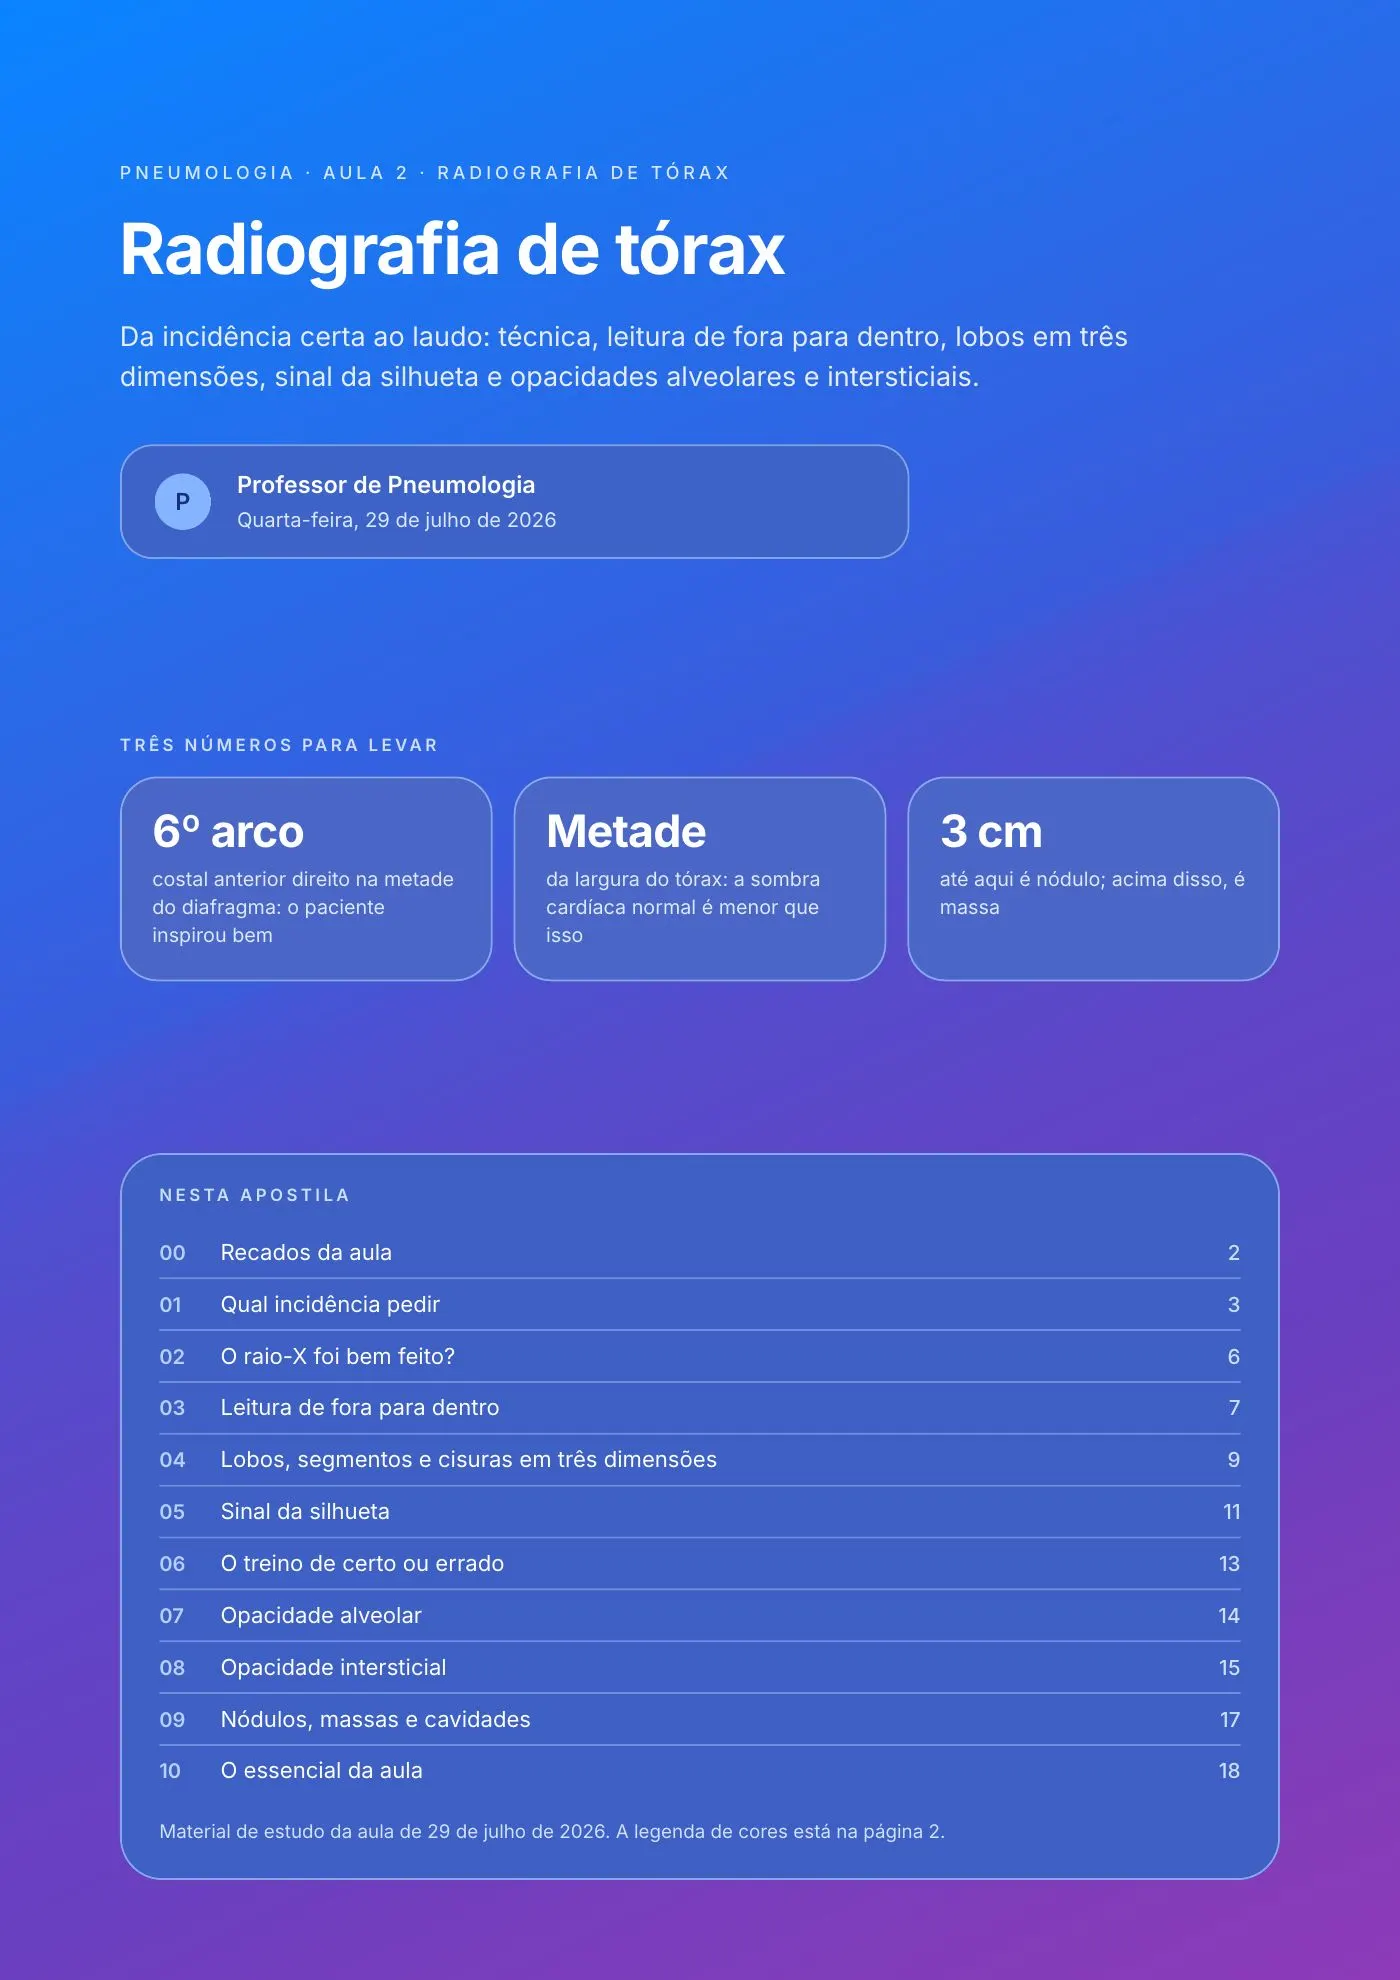 PNEUMOLOGIA · AULA 2 · RADIOGRAFIA DE TÓRAX
Radiografia de tórax
Da incidência certa ao laudo: técnica, leitura de fora para dentro, lobos em três
dimensões, sinal da silhueta e opacidades alveolares e intersticiais.
P
Professor de Pneumologia
Quarta-feira, 29 de julho de 2026
TRÊS NÚMEROS PARA LEVAR
6º arco
costal anterior direito na metade
do diafragma: o paciente
inspirou bem
Metade
da largura do tórax: a sombra
cardíaca normal é menor que
isso
3 cm
até aqui é nódulo; acima disso, é
massa
NESTA APOSTILA
00 Recados da aula 2
01 Qual incidência pedir 3
02 O raio-X foi bem feito? 6
03 Leitura de fora para dentro 7
04 Lobos, segmentos e cisuras em três dimensões 9
05 Sinal da silhueta 11
06 O treino de certo ou errado 13
07 Opacidade alveolar 14
08 Opacidade intersticial 15
09 Nódulos, massas e cavidades 17
10 O essencial da aula 18
Material de estudo da aula de 29 de julho de 2026. A legenda de cores está na página 2.